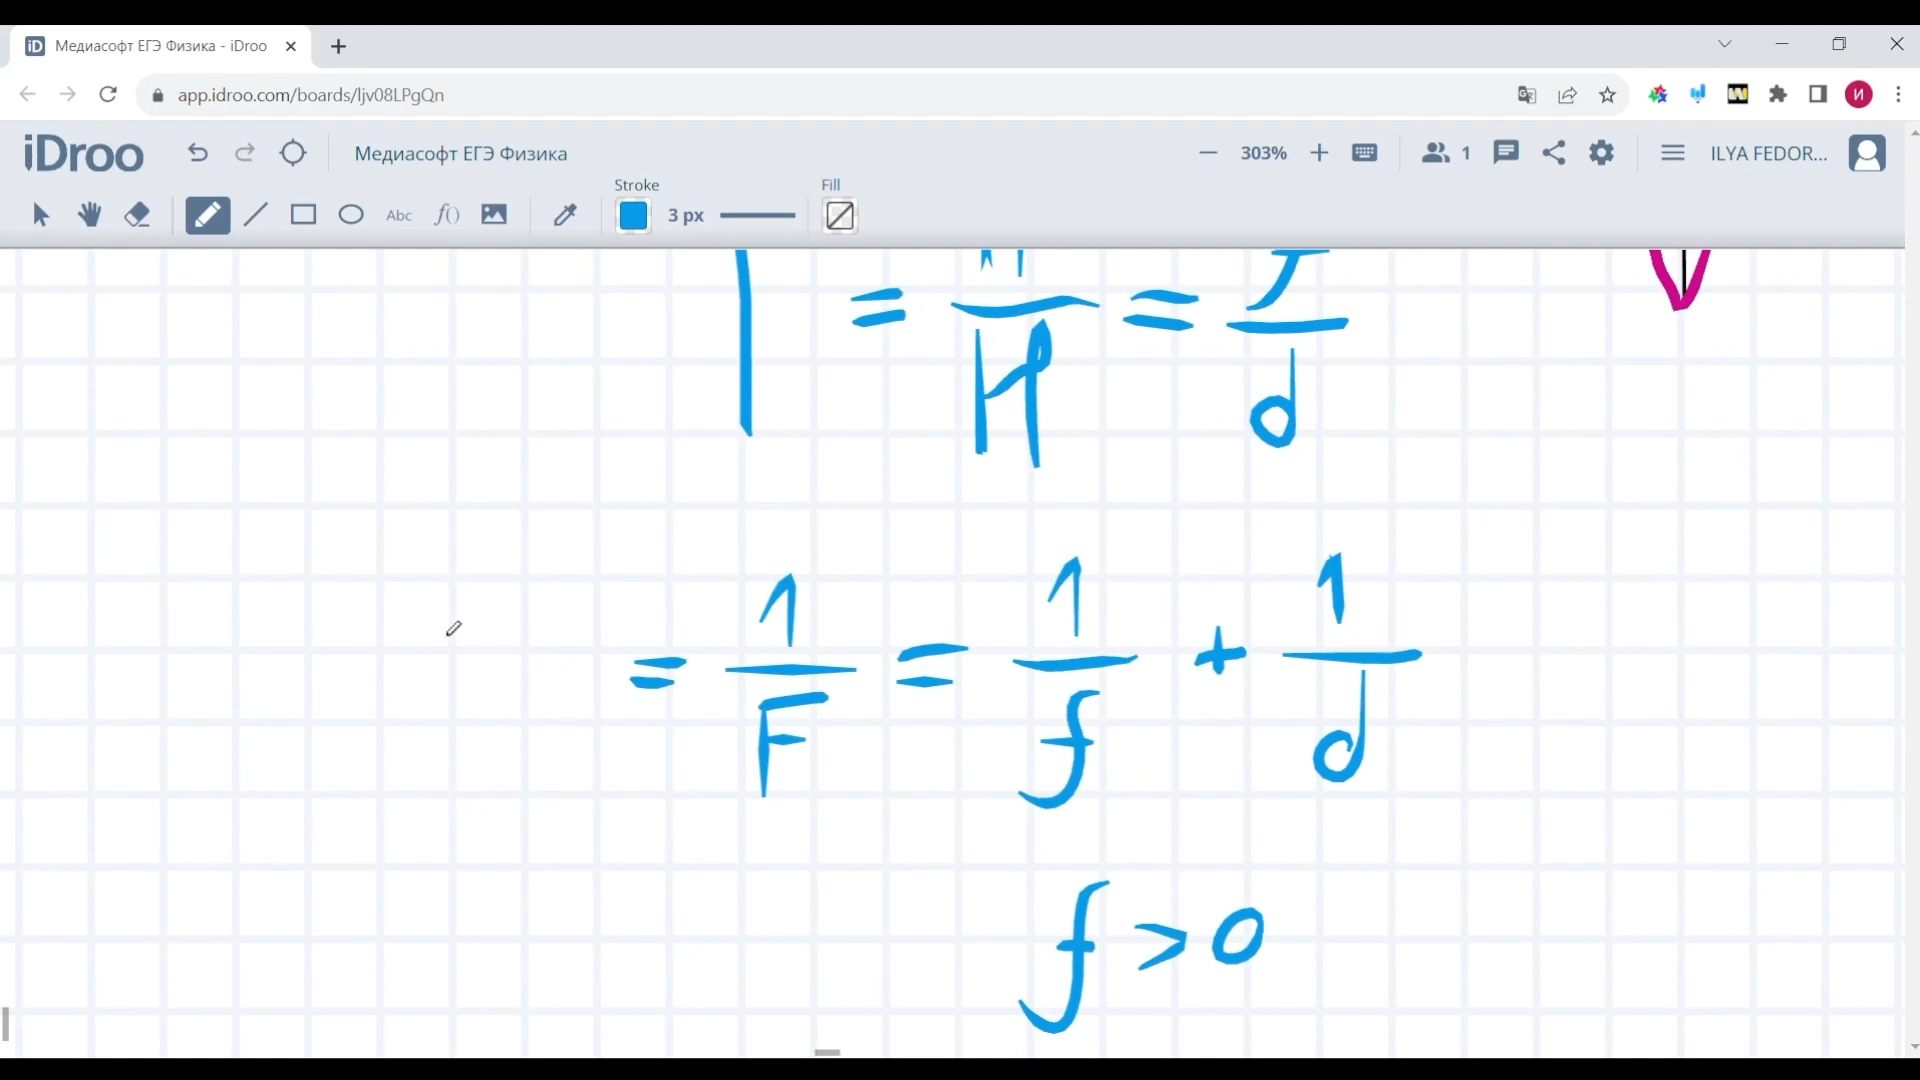 Медиасофт ЕГЭ Физика - iDroo
app.idroo.com/boards/ljv08LPgQn
И
iDroo
Медиасофт ЕГЭ Физика
303%
1
ILYA FEDOR...
Abc
f()
Stroke
3 px
Fill
= — = f/d
H
= 1/F = 1/f + 1/d
f > 0